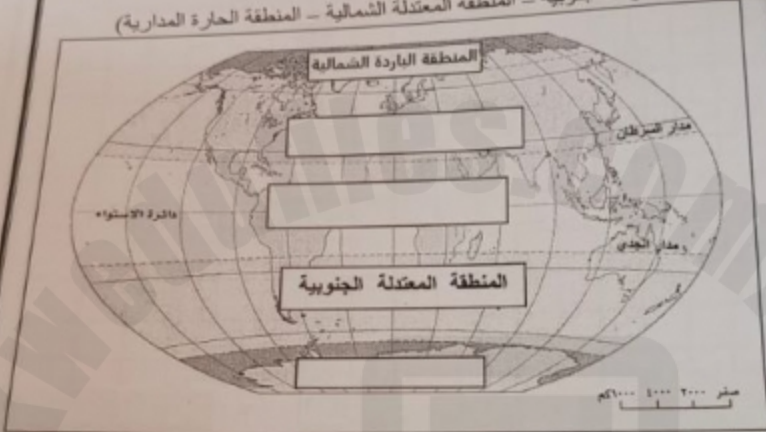 المنطقة المعتدلة الشمالية – المنطقة الحارة المدارية)
المنطقة الباردة الشمالية
مدار السرطان
دائرة الاستواء
مدار الجدي
المنطقة المعتدلة الجنوبية
صفر ٢٠٠٠ ٤٠٠٠ ٦٠٠٠كم